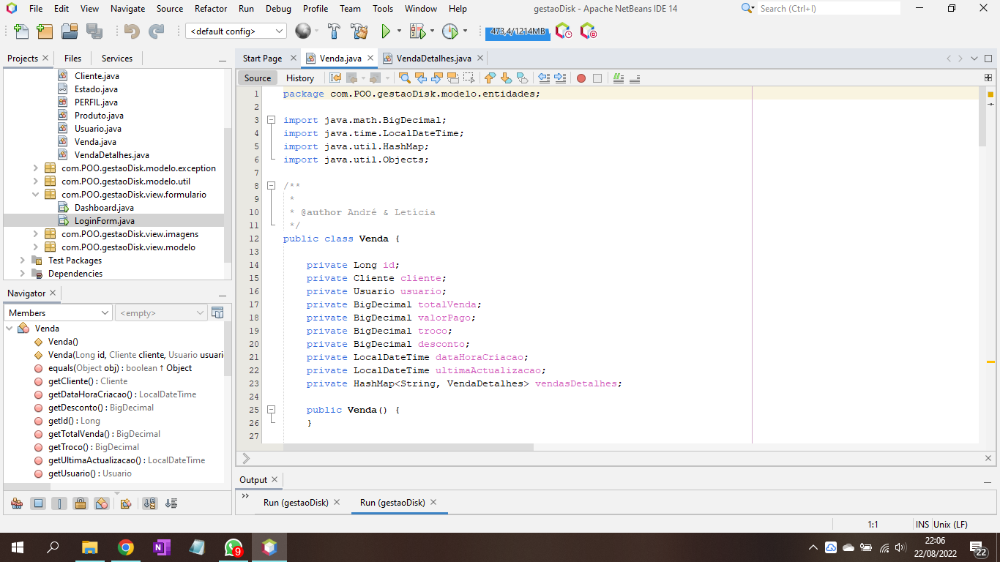 File Edit View Navigate Source Refactor Run Debug Profile Team Tools Window Help gestaoDisk - Apache NetBeans IDE 14 Search (Ctrl+I)
<default config> 473,4/1214MB
Projects Files Services
Cliente.java
Estado.java
PERFIL.java
Produto.java
Usuario.java
Venda.java
VendaDetalhes.java
com.POO.gestaoDisk.modelo.exception
com.POO.gestaoDisk.modelo.util
com.POO.gestaoDisk.view.formulario
Dashboard.java
LoginForm.java
com.POO.gestaoDisk.view.imagens
com.POO.gestaoDisk.view.modelo
Test Packages
Dependencies
Navigator
Members <empty>
Venda
Venda()
Venda(Long id, Cliente cliente, Usuario usuari
equals(Object obj) : boolean ↑ Object
getCliente() : Cliente
getDataHoraCriacao() : LocalDateTime
getDesconto() : BigDecimal
getId() : Long
getTotalVenda() : BigDecimal
getTroco() : BigDecimal
getUltimaActualizacao() : LocalDateTime
getUsuario() : Usuario
Start Page Venda.java VendaDetalhes.java
Source History
1 package com.POO.gestaoDisk.modelo.entidades;
2
3 import java.math.BigDecimal;
4 import java.time.LocalDateTime;
5 import java.util.HashMap;
6 import java.util.Objects;
7
8 /**
9 *
10 * @author André & Letícia
11 */
12 public class Venda {
13
14 private Long id;
15 private Cliente cliente;
16 private Usuario usuario;
17 private BigDecimal totalVenda;
18 private BigDecimal valorPago;
19 private BigDecimal troco;
20 private BigDecimal desconto;
21 private LocalDateTime dataHoraCriacao;
22 private LocalDateTime ultimaActualizacao;
23 private HashMap<String, VendaDetalhes> vendasDetalhes;
24
25 public Venda() {
26 }
27
Output
Run (gestaoDisk) Run (gestaoDisk)
1:1 INS Unix (LF)
9
22:06
22/08/2022
22